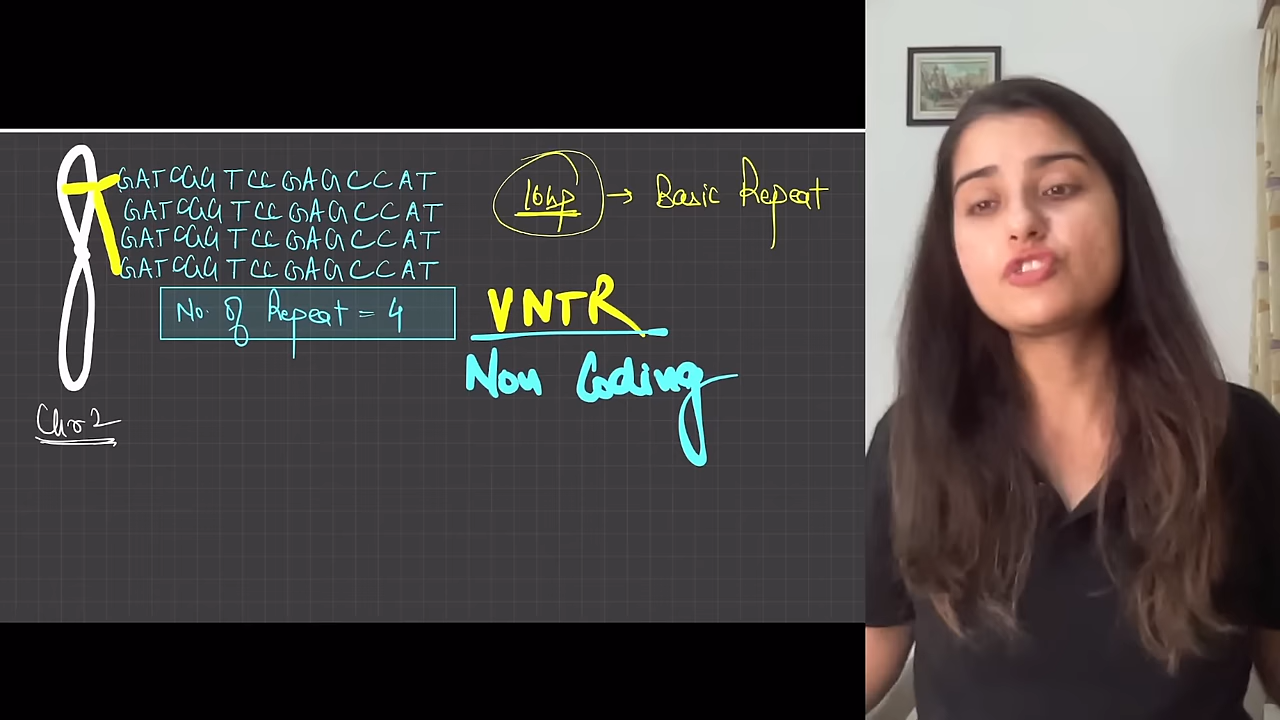 GATCGGTCCGAGCCAT
GATCGGTCCGAGCCAT
GATCGGTCCGAGCCAT
GATCGGTCCGAGCCAT
No. of Repeat = 4
Chr 2
16bp → Basic Repeat
VNTR
Non Coding